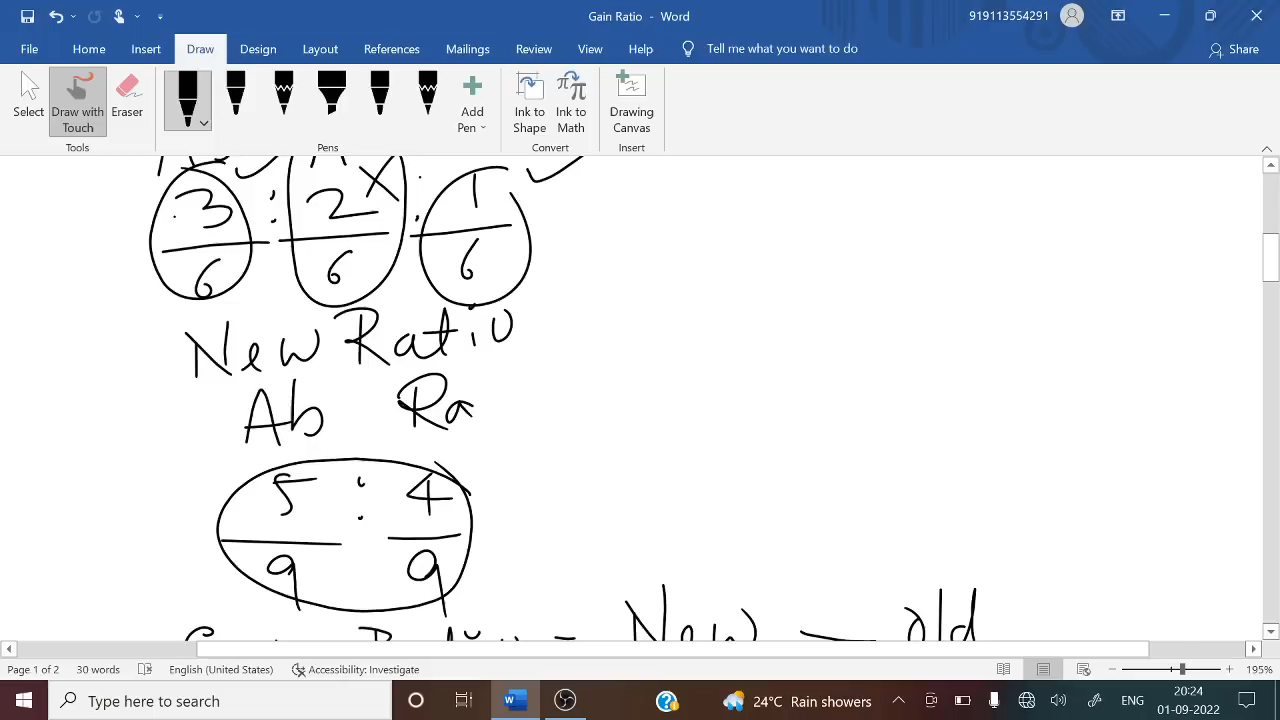 Gain Ratio - Word
919113554291
File Home Insert Draw Design Layout References Mailings Review View Help Tell me what you want to do Share
Select Draw with Touch Eraser Add Pen Ink to Shape Ink to Math Drawing Canvas
Tools Pens Convert Insert
3 : 2 : 1
6 6 6
New Ratio
Ab Ra
5 : 4
9 9
= New - old
Page 1 of 2 30 words English (United States) Accessibility: Investigate 195%
Type here to search 24°C Rain showers ENG 20:24 01-09-2022